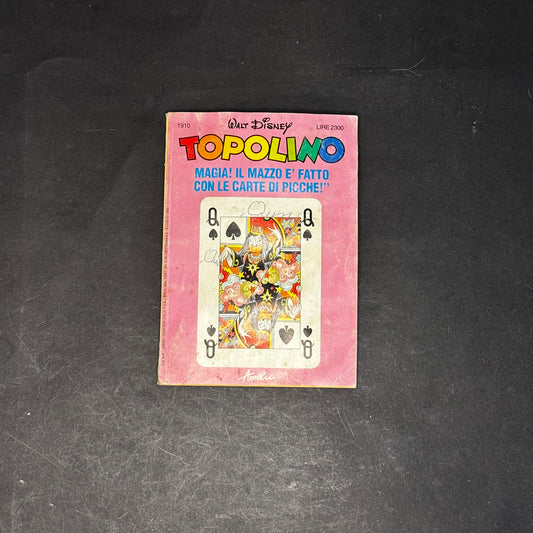 1910
WALT DISNEY
LIRE 2300
TOPOLINO
MAGIA! IL MAZZO E' FATTO
CON LE CARTE DI PICCHE!"
Q Q
Q Q